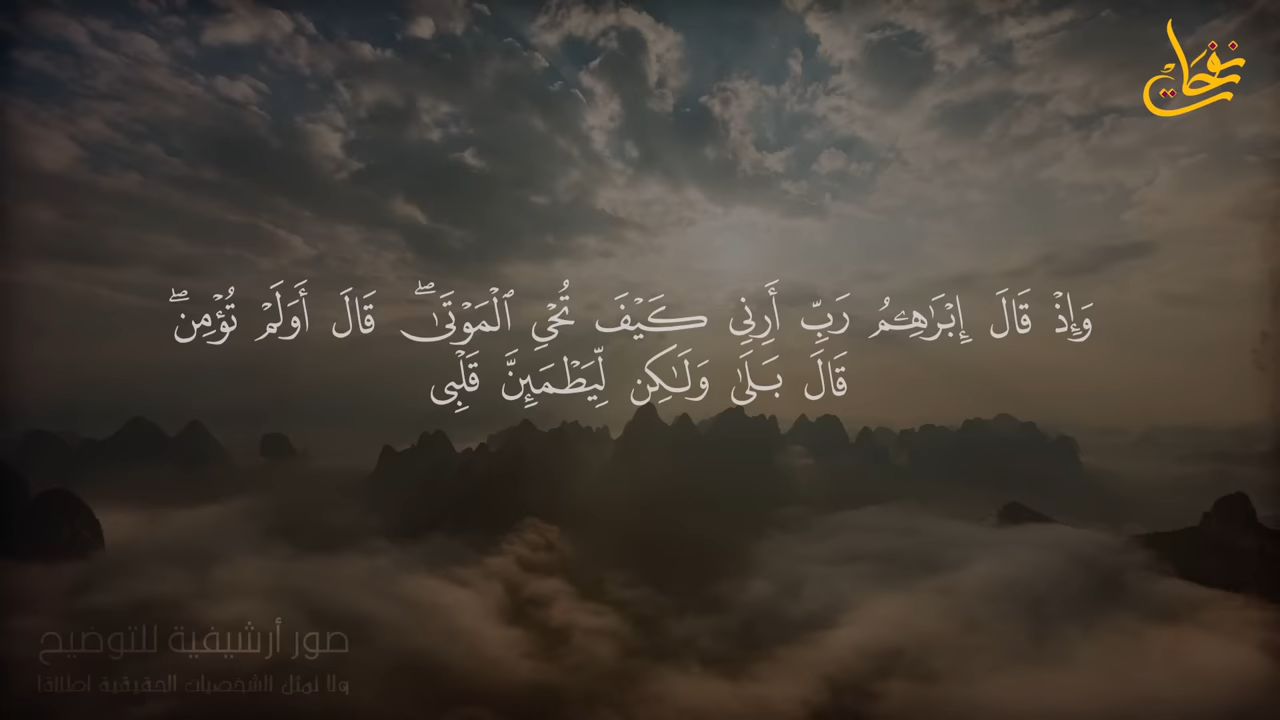 نفحات
وَإِذۡ قَالَ إِبۡرَٰهِـۧمُ رَبِّ أَرِنِي كَيۡفَ تُحۡيِ ٱلۡمَوۡتَىٰۖ قَالَ أَوَلَمۡ تُؤۡمِنۖ
قَالَ بَلَىٰ وَلَٰكِن لِّيَطۡمَئِنَّ قَلۡبِي
صور أرشيفية للتوضيح
ولا تمثل الشخصيات الحقيقية اطلاقا